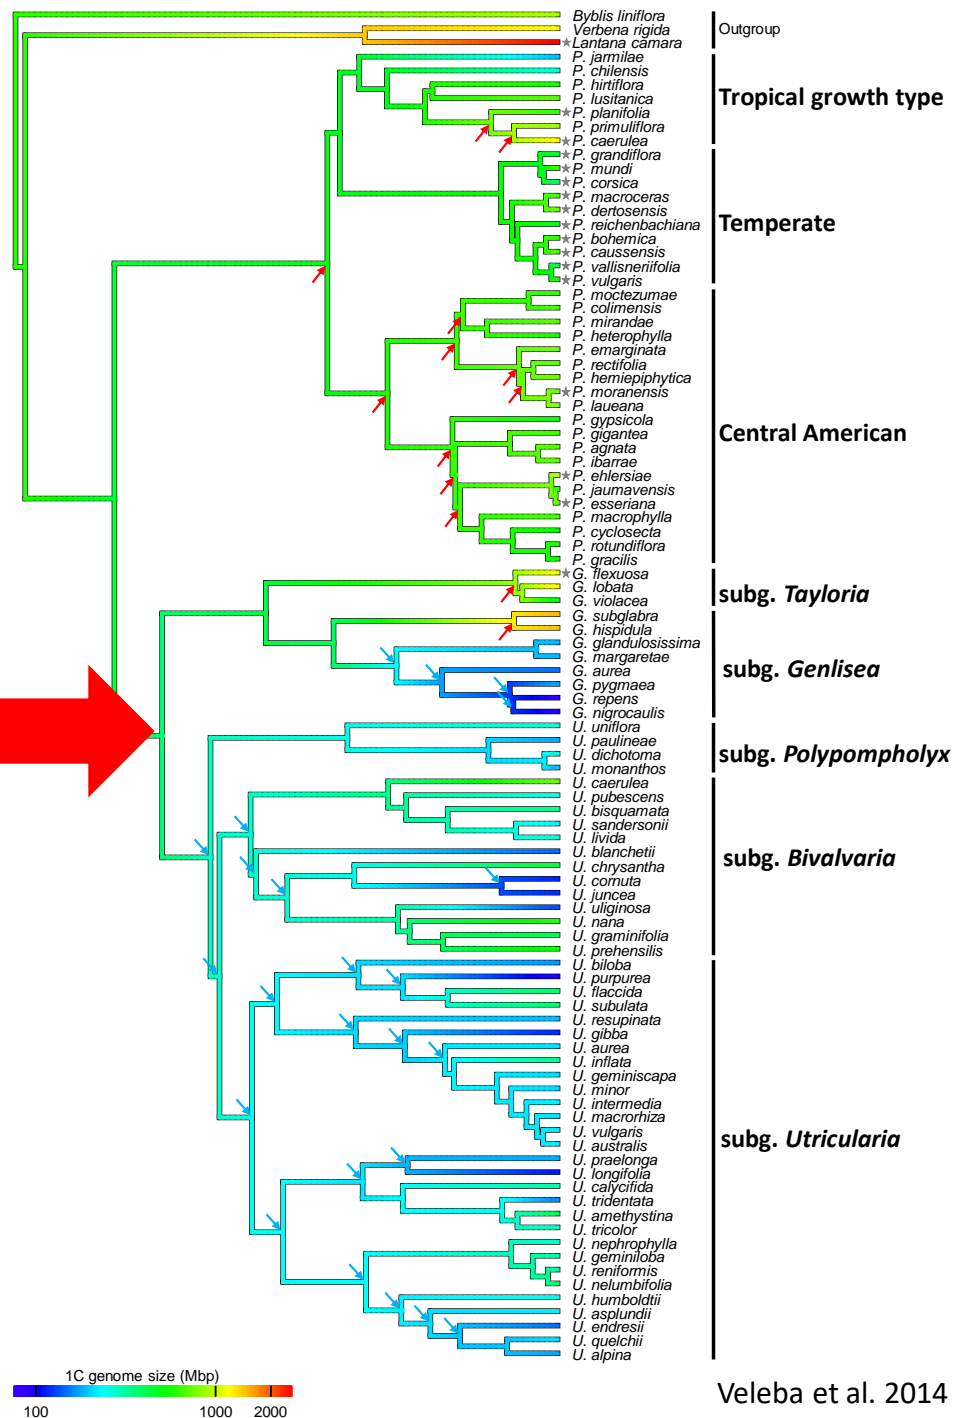 Byblis liniflora
Verbena rigida
★Lantana camara
Outgroup
P. jarmilae
P. chilensis
P. hirtiflora
P. lusitanica
★P. planifolia
P. primuliflora
★P. caerulea
Tropical growth type
★P. grandiflora
★P. mundi
★P. corsica
★P. macroceras
★P. dertosensis
★P. reichenbachiana
★P. bohemica
★P. caussensis
★P. vallisneriifolia
★P. vulgaris
Temperate
P. moctezumae
P. colimensis
P. mirandae
P. heterophylla
P. emarginata
P. rectifolia
P. hemiepiphytica
★P. moranensis
P. laueana
P. gypsicola
P. gigantea
P. agnata
P. ibarrae
★P. ehlersiae
P. jaumavensis
★P. esseriana
P. macrophylla
P. cyclosecta
P. rotundiflora
P. gracilis
Central American
★G. flexuosa
G. lobata
G. violacea
subg. Tayloria
G. subglabra
G. hispidula
G. glandulosissima
G. margaretae
G. aurea
G. pygmaea
G. repens
G. nigrocaulis
subg. Genlisea
U. uniflora
U. paulineae
U. dichotoma
U. monanthos
subg. Polypompholyx
U. caerulea
U. pubescens
U. bisquamata
U. sandersonii
U. livida
U. blanchetii
U. chrysantha
U. cornuta
U. juncea
U. uliginosa
U. nana
U. graminifolia
U. prehensilis
subg. Bivalvaria
U. biloba
U. purpurea
U. flaccida
U. subulata
U. resupinata
U. gibba
U. aurea
U. inflata
U. geminiscapa
U. minor
U. intermedia
U. macrorhiza
U. vulgaris
U. australis
U. praelonga
U. longifolia
U. calycifida
U. tridentata
U. amethystina
U. tricolor
U. nephrophylla
U. geminiloba
U. reniformis
U. nelumbifolia
U. humboldtii
U. asplundii
U. endresii
U. quelchii
U. alpina
subg. Utricularia
1C genome size (Mbp)
100 1000 2000
Veleba et al. 2014